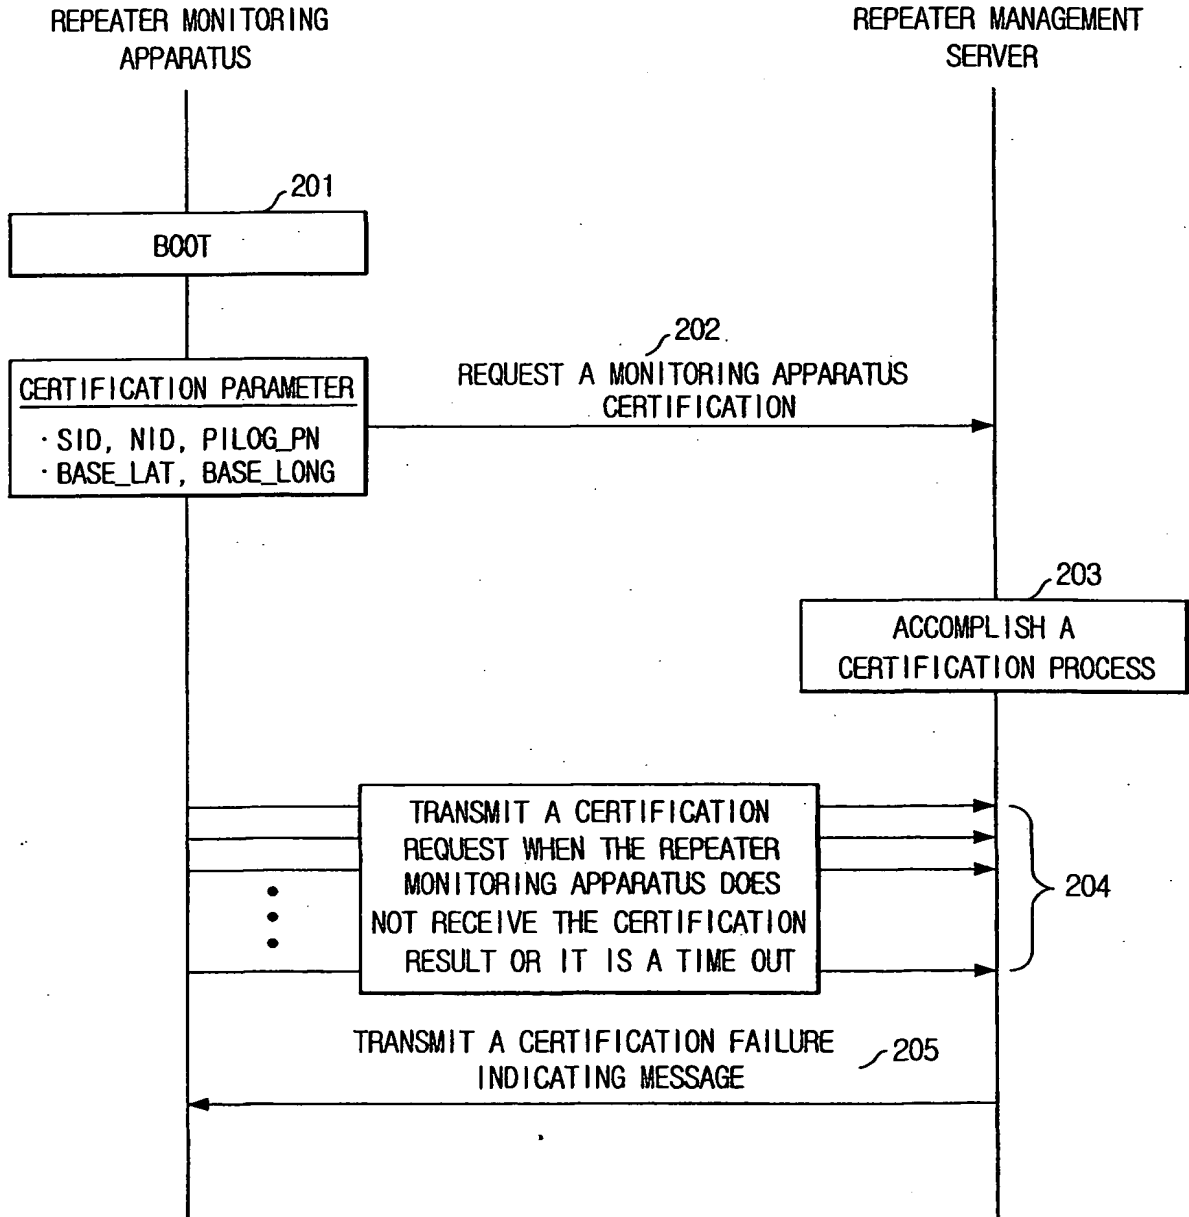 REPEATER MONITORING
APPARATUS
REPEATER MANAGEMENT
SERVER
201
BOOT
202
REQUEST A MONITORING APPARATUS
CERTIFICATION
CERTIFICATION PARAMETER
· SID, NID, PILOG_PN
· BASE_LAT, BASE_LONG
203
ACCOMPLISH A
CERTIFICATION PROCESS
TRANSMIT A CERTIFICATION
REQUEST WHEN THE REPEATER
MONITORING APPARATUS DOES
NOT RECEIVE THE CERTIFICATION
RESULT OR IT IS A TIME OUT
204
TRANSMIT A CERTIFICATION FAILURE
INDICATING MESSAGE
205